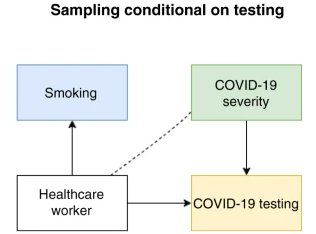 Sampling conditional on testing
Smoking
COVID-19
severity
Healthcare
worker
COVID-19 testing